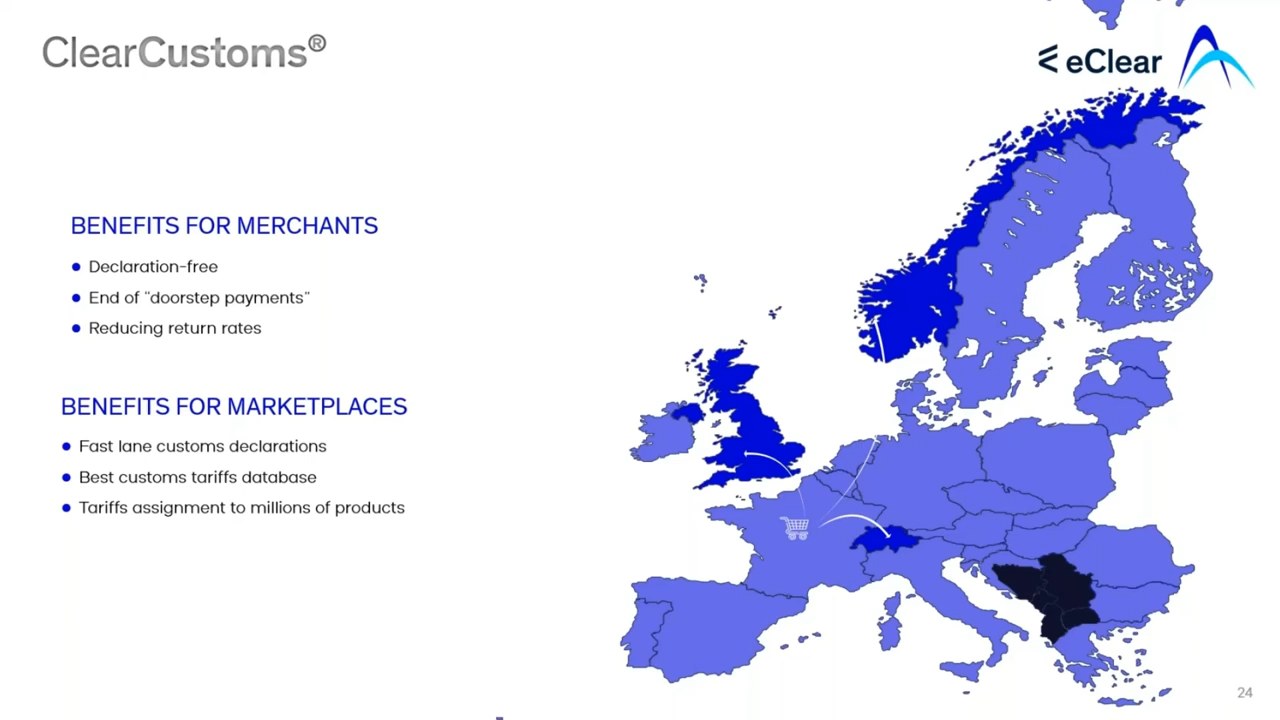 ClearCustoms®
eClear
BENEFITS FOR MERCHANTS
Declaration-free
End of “doorstep payments”
Reducing return rates
BENEFITS FOR MARKETPLACES
Fast lane customs declarations
Best customs tariffs database
Tariffs assignment to millions of products
24